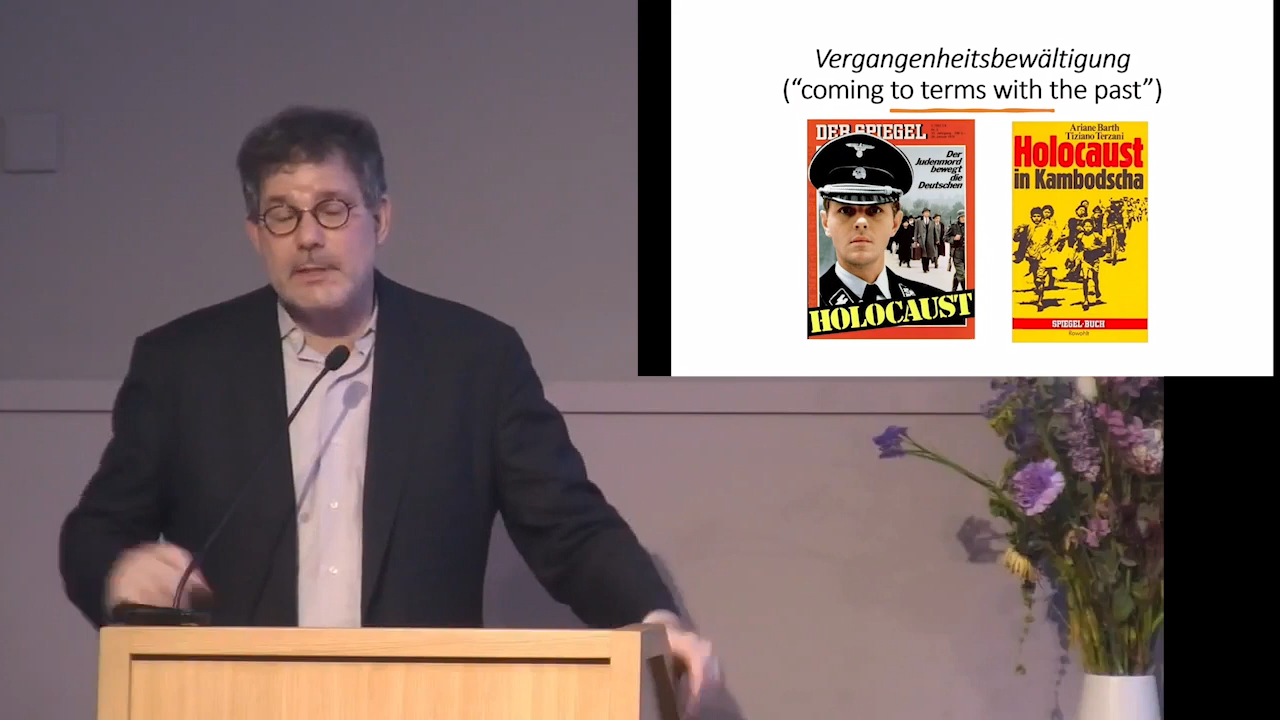 Vergangenheitsbewältigung
(“coming to terms with the past”)
DER SPIEGEL
Der
Judenmord
bewegt
die
Deutschen
HOLOCAUST
Ariane Barth
Tiziano Terzani
Holocaust
in Kambodscha
SPIEGEL-BUCH
Rowohlt